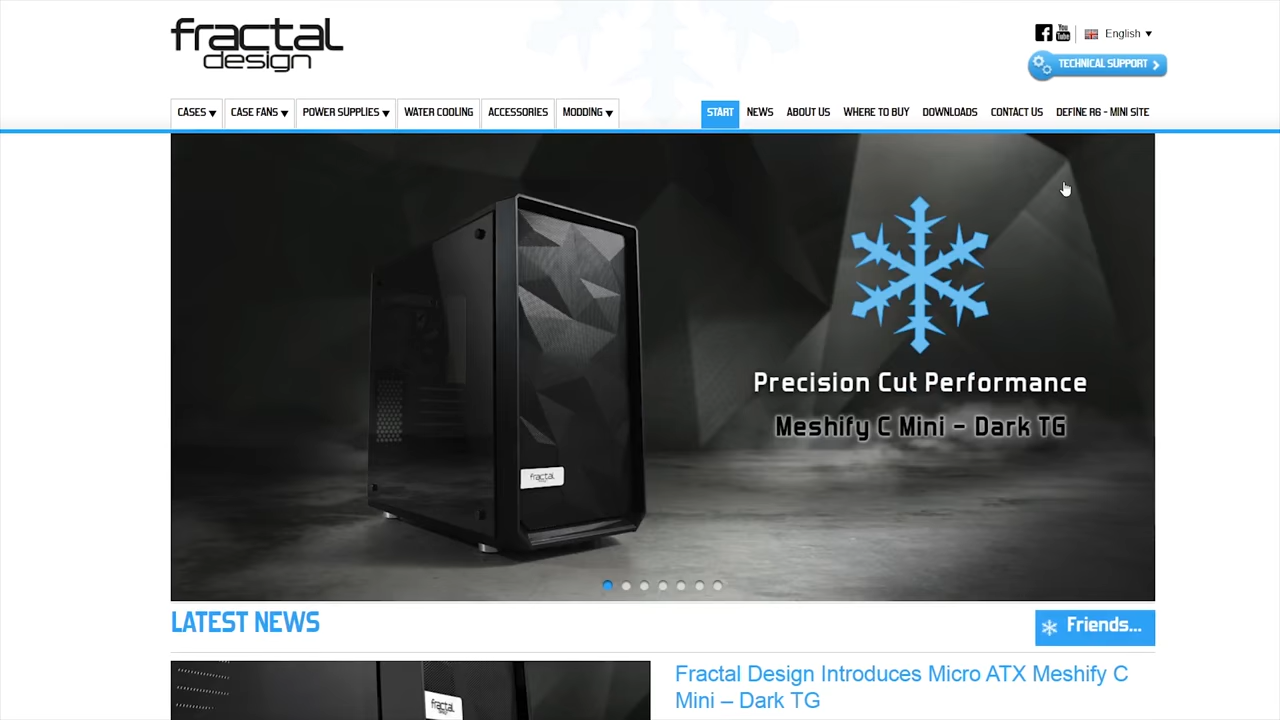 fractal
design
English
TECHNICAL SUPPORT
CASES
CASE FANS
POWER SUPPLIES
WATER COOLING
ACCESSORIES
MODDING
START
NEWS
ABOUT US
WHERE TO BUY
DOWNLOADS
CONTACT US
DEFINE R6 - MINI SITE
Precision Cut Performance
Meshify C Mini – Dark TG
fractal
LATEST NEWS
Friends...
Fractal Design Introduces Micro ATX Meshify C
Mini – Dark TG
fractal